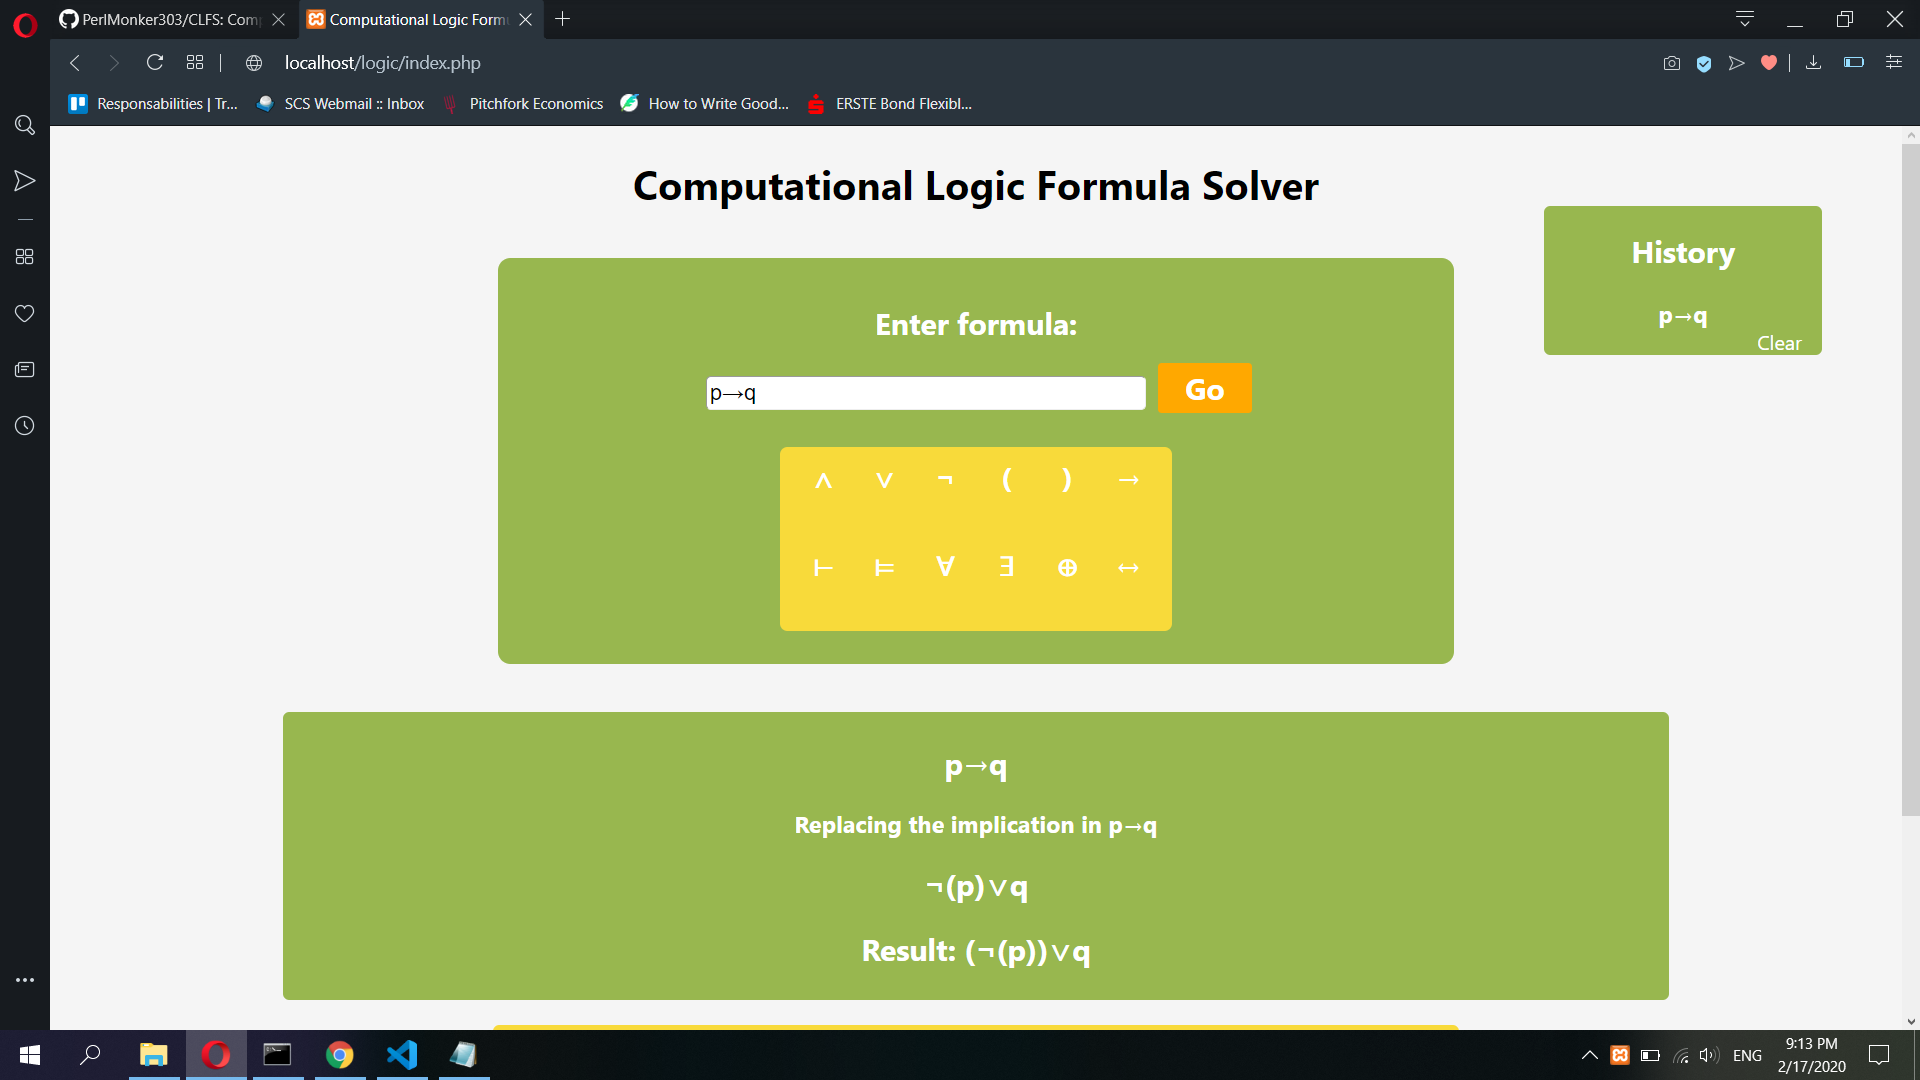 PerlMonker303/CLFS: Comp
Computational Logic Form
localhost/logic/index.php
Responsabilities | Tr...
SCS Webmail :: Inbox
Pitchfork Economics
How to Write Good...
ERSTE Bond Flexibl...
Computational Logic Formula Solver
History
p→q
Clear
Enter formula:
p→q
Go
∧ ∨ ¬ ( ) →
⊢ ⊨ ∀ ∃ ⊕ ↔
p→q
Replacing the implication in p→q
¬(p)∨q
Result: (¬(p))∨q
ENG
9:13 PM
2/17/2020